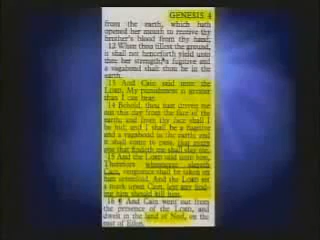 GENESIS 4
from the earth, which hath
opened her mouth to receive thy
brother's blood from thy hand;
12 When thou tillest the ground,
it shall not henceforth yield unto
thee her strength; a fugitive and
a vagabond shalt thou be in the
earth.
13 And Cain said unto the
LORD, My punishment is greater
than I can bear.
14 Behold, thou hast driven me
out this day from the face of the
earth; and from thy face shall I
be hid; and I shall be a fugitive
and a vagabond in the earth; and
it shall come to pass, that every
one that findeth me shall slay me.
15 And the LORD said unto him,
Therefore whosoever slayeth
Cain, vengeance shall be taken on
him sevenfold. And the LORD set
a mark upon Cain, lest any find-
ing him should kill him.
16 ¶ And Cain went out from
the presence of the LORD, and
dwelt in the land of Nod, on the
east of Eden.